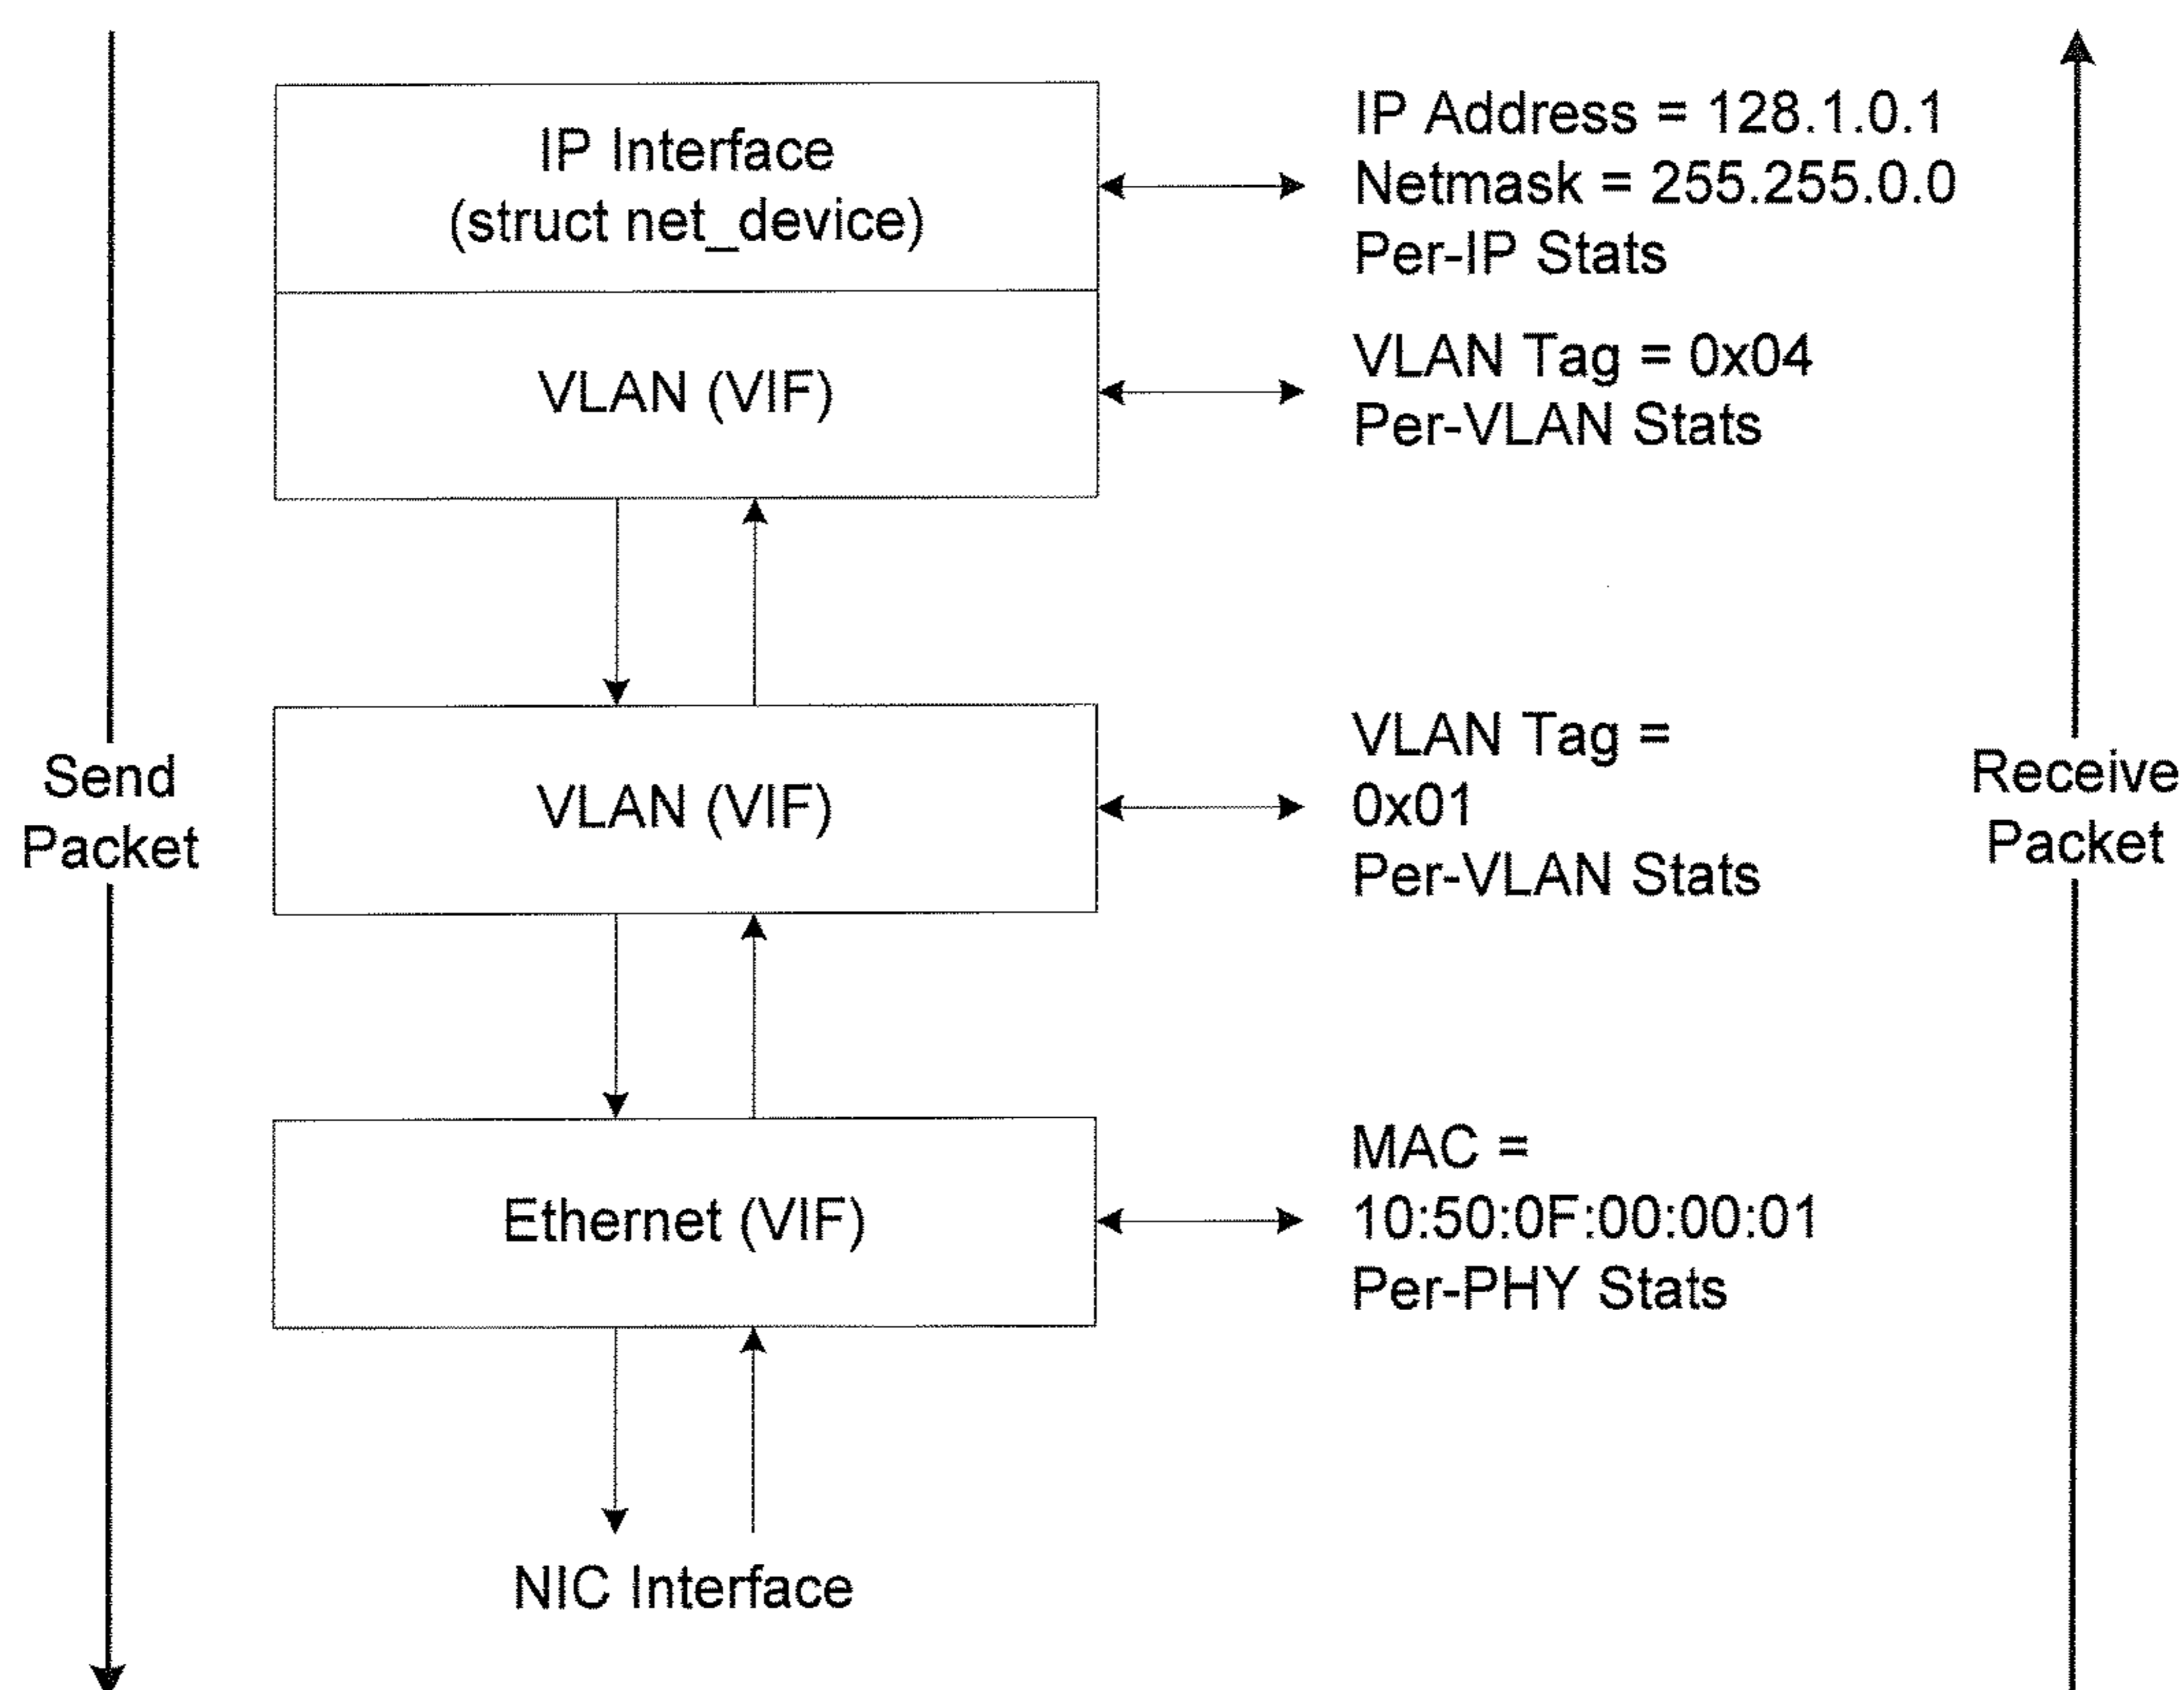 IP Interface
(struct net_device)
IP Address = 128.1.0.1
Netmask = 255.255.0.0
Per-IP Stats
VLAN (VIF)
VLAN Tag = 0x04
Per-VLAN Stats
Send
Packet
VLAN (VIF)
VLAN Tag =
0x01
Per-VLAN Stats
Receive
Packet
Ethernet (VIF)
MAC =
10:50:0F:00:00:01
Per-PHY Stats
NIC Interface